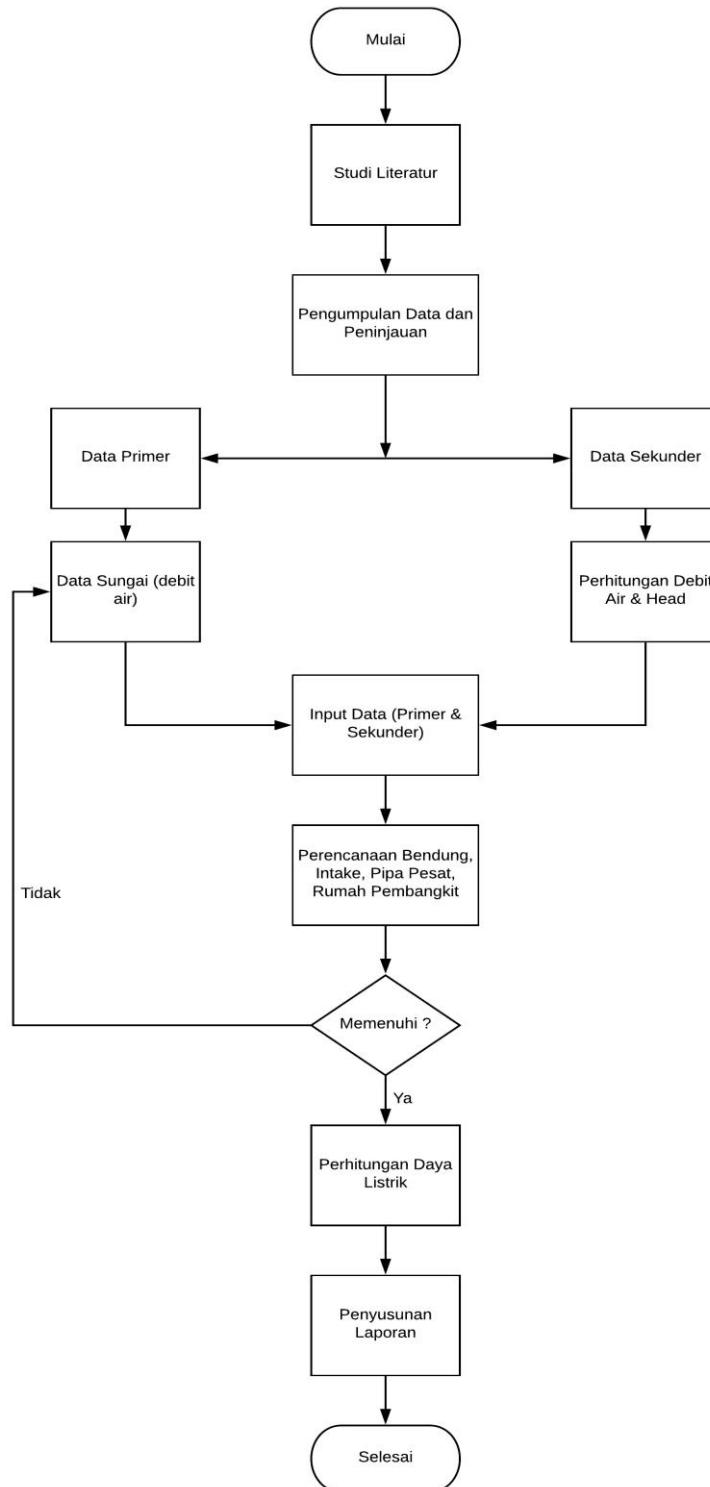 Mulai
Studi Literatur
Pengumpulan Data dan
Peninjauan
Data Primer
Data Sekunder
Data Sungai (debit
air)
Perhitungan Debit
Air & Head
Input Data (Primer &
Sekunder)
Perencanaan Bendung,
Intake, Pipa Pesat,
Rumah Pembangkit
Tidak
Memenuhi ?
Ya
Perhitungan Daya
Listrik
Penyusunan
Laporan
Selesai